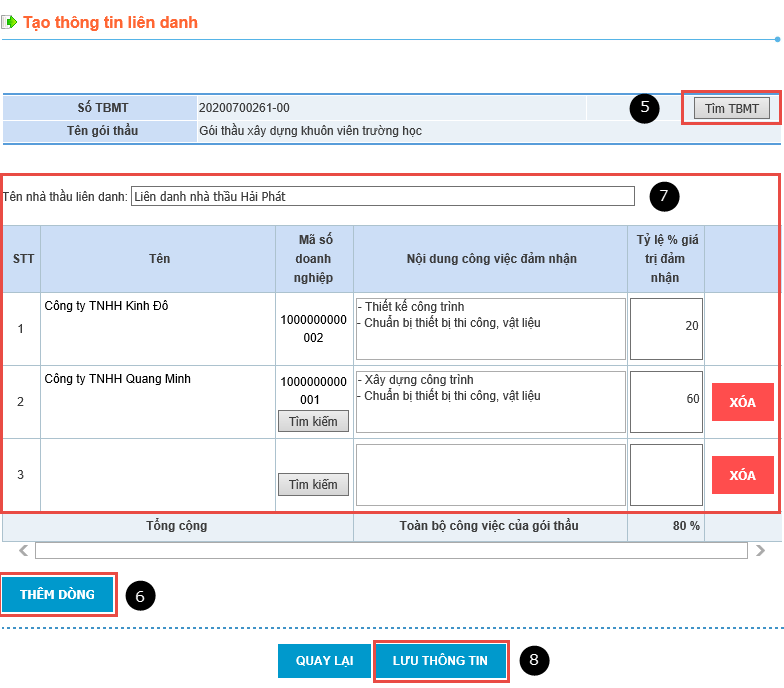 Tạo thông tin liên danh
Số TBMT 20200700261-00 5 Tìm TBMT
Tên gói thầu Gói thầu xây dựng khuôn viên trường học
Tên nhà thầu liên danh: Liên danh nhà thầu Hải Phát 7
STT Tên Mã số doanh nghiệp Nội dung công việc đảm nhận Tỷ lệ % giá trị đảm nhận
1 Công ty TNHH Kinh Đô 1000000000
002
- Thiết kế công trình
- Chuẩn bị thiết bị thi công, vật liệu
20
2 Công ty TNHH Quang Minh 1000000000
001
Tìm kiếm
- Xây dựng công trình
- Chuẩn bị thiết bị thi công, vật liệu
60 XÓA
3 Tìm kiếm XÓA
Tổng cộng Toàn bộ công việc của gói thầu 80 %
THÊM DÒNG 6
QUAY LẠI LƯU THÔNG TIN 8